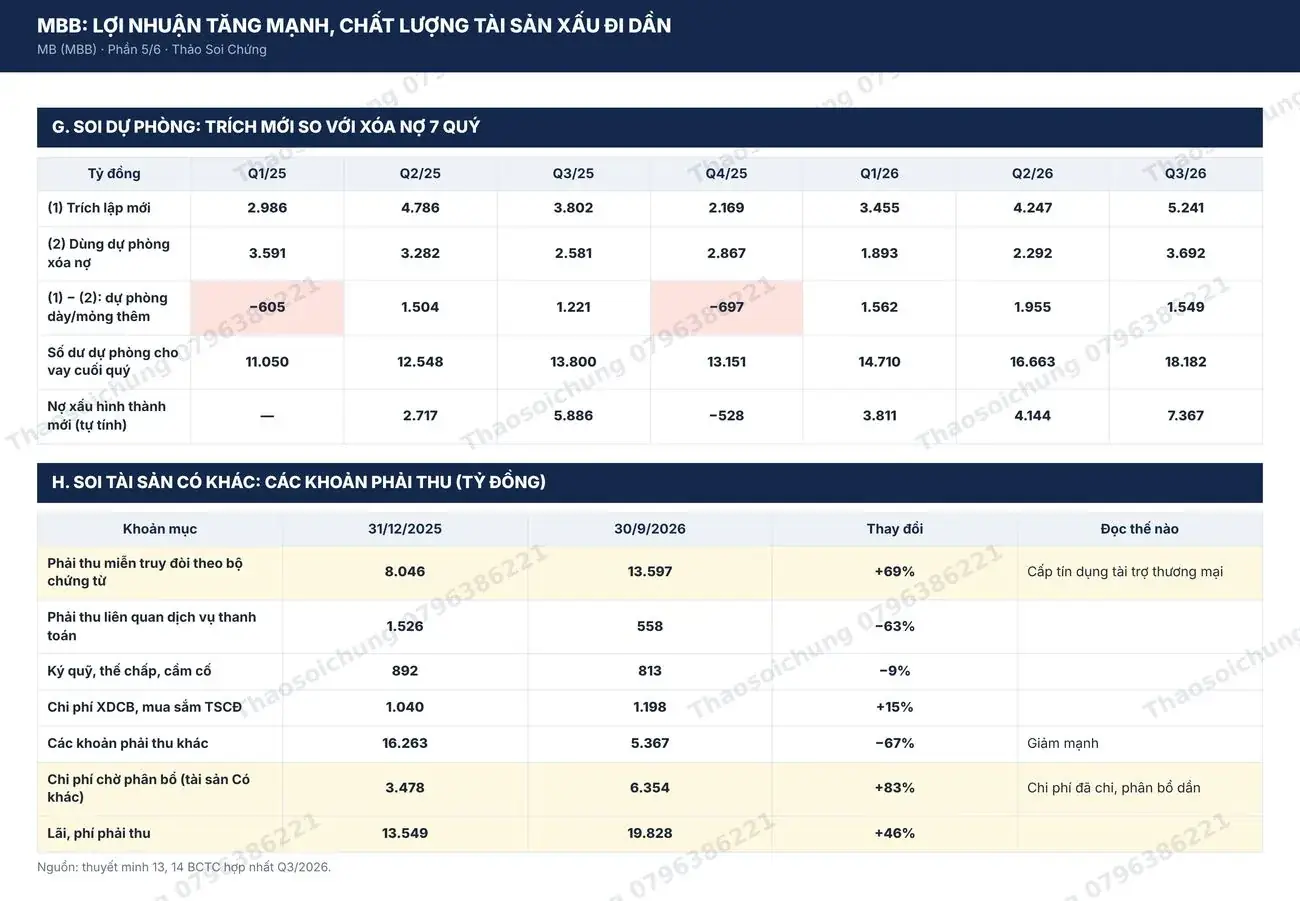 MBB: LỢI NHUẬN TĂNG MẠNH, CHẤT LƯỢNG TÀI SẢN XẤU ĐI DẦN
MB (MBB) · Phần 5/6 · Thảo Soi Chứng
G. SOI DỰ PHÒNG: TRÍCH MỚI SO VỚI XÓA NỢ 7 QUÝ
Tỷ đồng Q1/25 Q2/25 Q3/25 Q4/25 Q1/26 Q2/26 Q3/26
(1) Trích lập mới 2.986 4.786 3.802 2.169 3.455 4.247 5.241
(2) Dùng dự phòng
xóa nợ 3.591 3.282 2.581 2.867 1.893 2.292 3.692
(1) − (2): dự phòng
dày/mỏng thêm −605 1.504 1.221 −697 1.562 1.955 1.549
Số dư dự phòng cho
vay cuối quý 11.050 12.548 13.800 13.151 14.710 16.663 18.182
Nợ xấu hình thành
mới (tự tính) — 2.717 5.886 −528 3.811 4.144 7.367
H. SOI TÀI SẢN CÓ KHÁC: CÁC KHOẢN PHẢI THU (TỶ ĐỒNG)
Khoản mục 31/12/2025 30/9/2026 Thay đổi Đọc thế nào
Phải thu miễn truy đòi theo bộ
chứng từ 8.046 13.597 +69% Cấp tín dụng tài trợ thương mại
Phải thu liên quan dịch vụ thanh
toán 1.526 558 −63%
Ký quỹ, thế chấp, cầm cố 892 813 −9%
Chi phí XDCB, mua sắm TSCĐ 1.040 1.198 +15%
Các khoản phải thu khác 16.263 5.367 −67% Giảm mạnh
Chi phí chờ phân bổ (tài sản Có
khác) 3.478 6.354 +83% Chi phí đã chi, phân bổ dần
Lãi, phí phải thu 13.549 19.828 +46%
Nguồn: thuyết minh 13, 14 BCTC hợp nhất Q3/2026.
Thaosoichung 0796386221